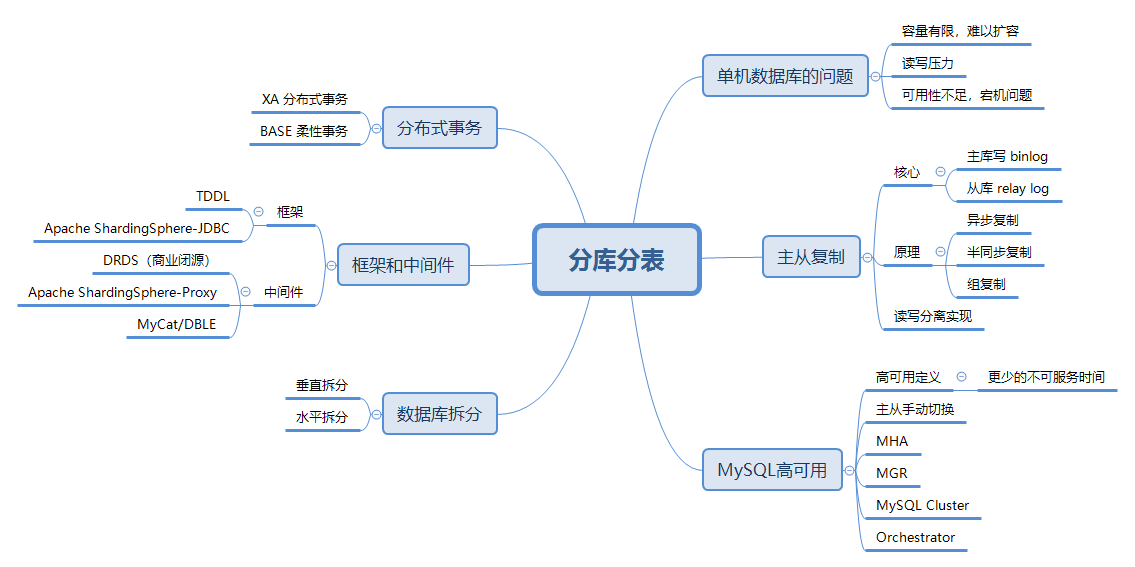 分库分表
单机数据库的问题
容量有限，难以扩容
读写压力
可用性不足，宕机问题
主从复制
核心
主库写 binlog
从库 relay log
原理
异步复制
半同步复制
组复制
读写分离实现
MySQL高可用
高可用定义
更少的不可服务时间
主从手动切换
MHA
MGR
MySQL Cluster
Orchestrator
分布式事务
XA 分布式事务
BASE 柔性事务
框架和中间件
框架
TDDL
Apache ShardingSphere-JDBC
中间件
DRDS（商业闭源）
Apache ShardingSphere-Proxy
MyCat/DBLE
数据库拆分
垂直拆分
水平拆分